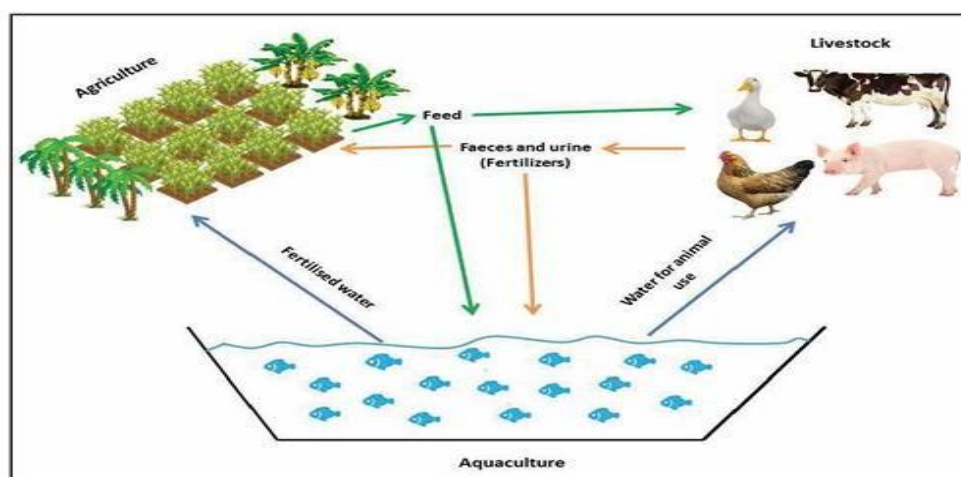 Agriculture
Livestock
Feed
Faeces and urine
(Fertilizers)
Fertilised water
Water for animal
use
Aquaculture